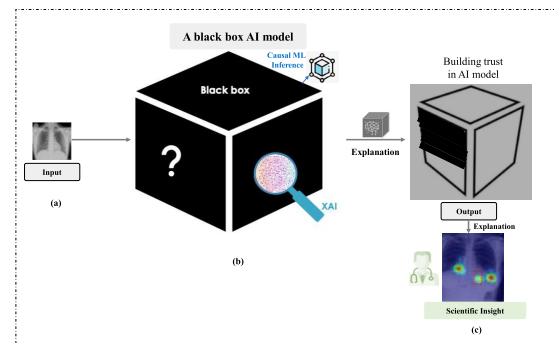 A black box AI model
Causal ML
Inference
Black box
?
XAI
Input
(a)
(b)
Explanation
Building trust
in AI model
Output
Explanation
Scientific Insight
(c)